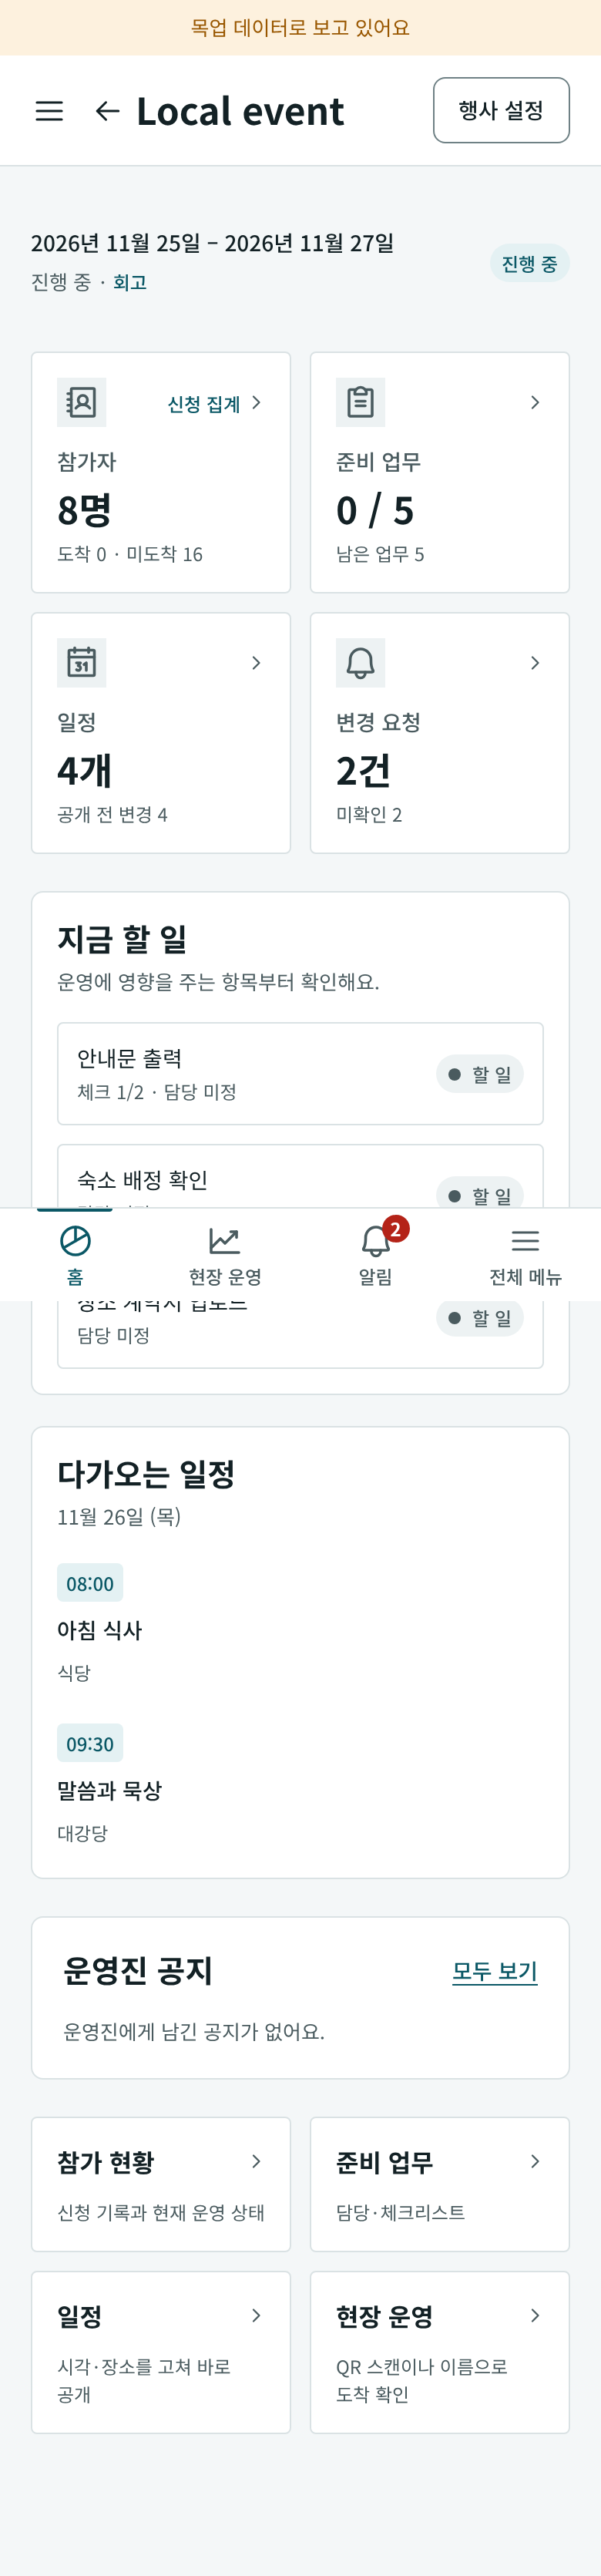 목업 데이터로 보고 있어요
Local event
행사 설정
2026년 11월 25일 – 2026년 11월 27일
진행 중 · 회고
진행 중
신청 집계
참가자
8명
도착 0 · 미도착 16
준비 업무
0 / 5
남은 업무 5
31
일정
4개
공개 전 변경 4
변경 요청
2건
미확인 2
지금 할 일
운영에 영향을 주는 항목부터 확인해요.
안내문 출력
체크 1/2 · 담당 미정
할 일
숙소 배정 확인
할 일
홈
현장 운영
2
알림
전체 메뉴
담당 미정
할 일
다가오는 일정
11월 26일 (목)
08:00
아침 식사
식당
09:30
말씀과 묵상
대강당
운영진 공지
모두 보기
운영진에게 남긴 공지가 없어요.
참가 현황
신청 기록과 현재 운영 상태
준비 업무
담당·체크리스트
일정
시각·장소를 고쳐 바로
공개
현장 운영
QR 스캔이나 이름으로
도착 확인